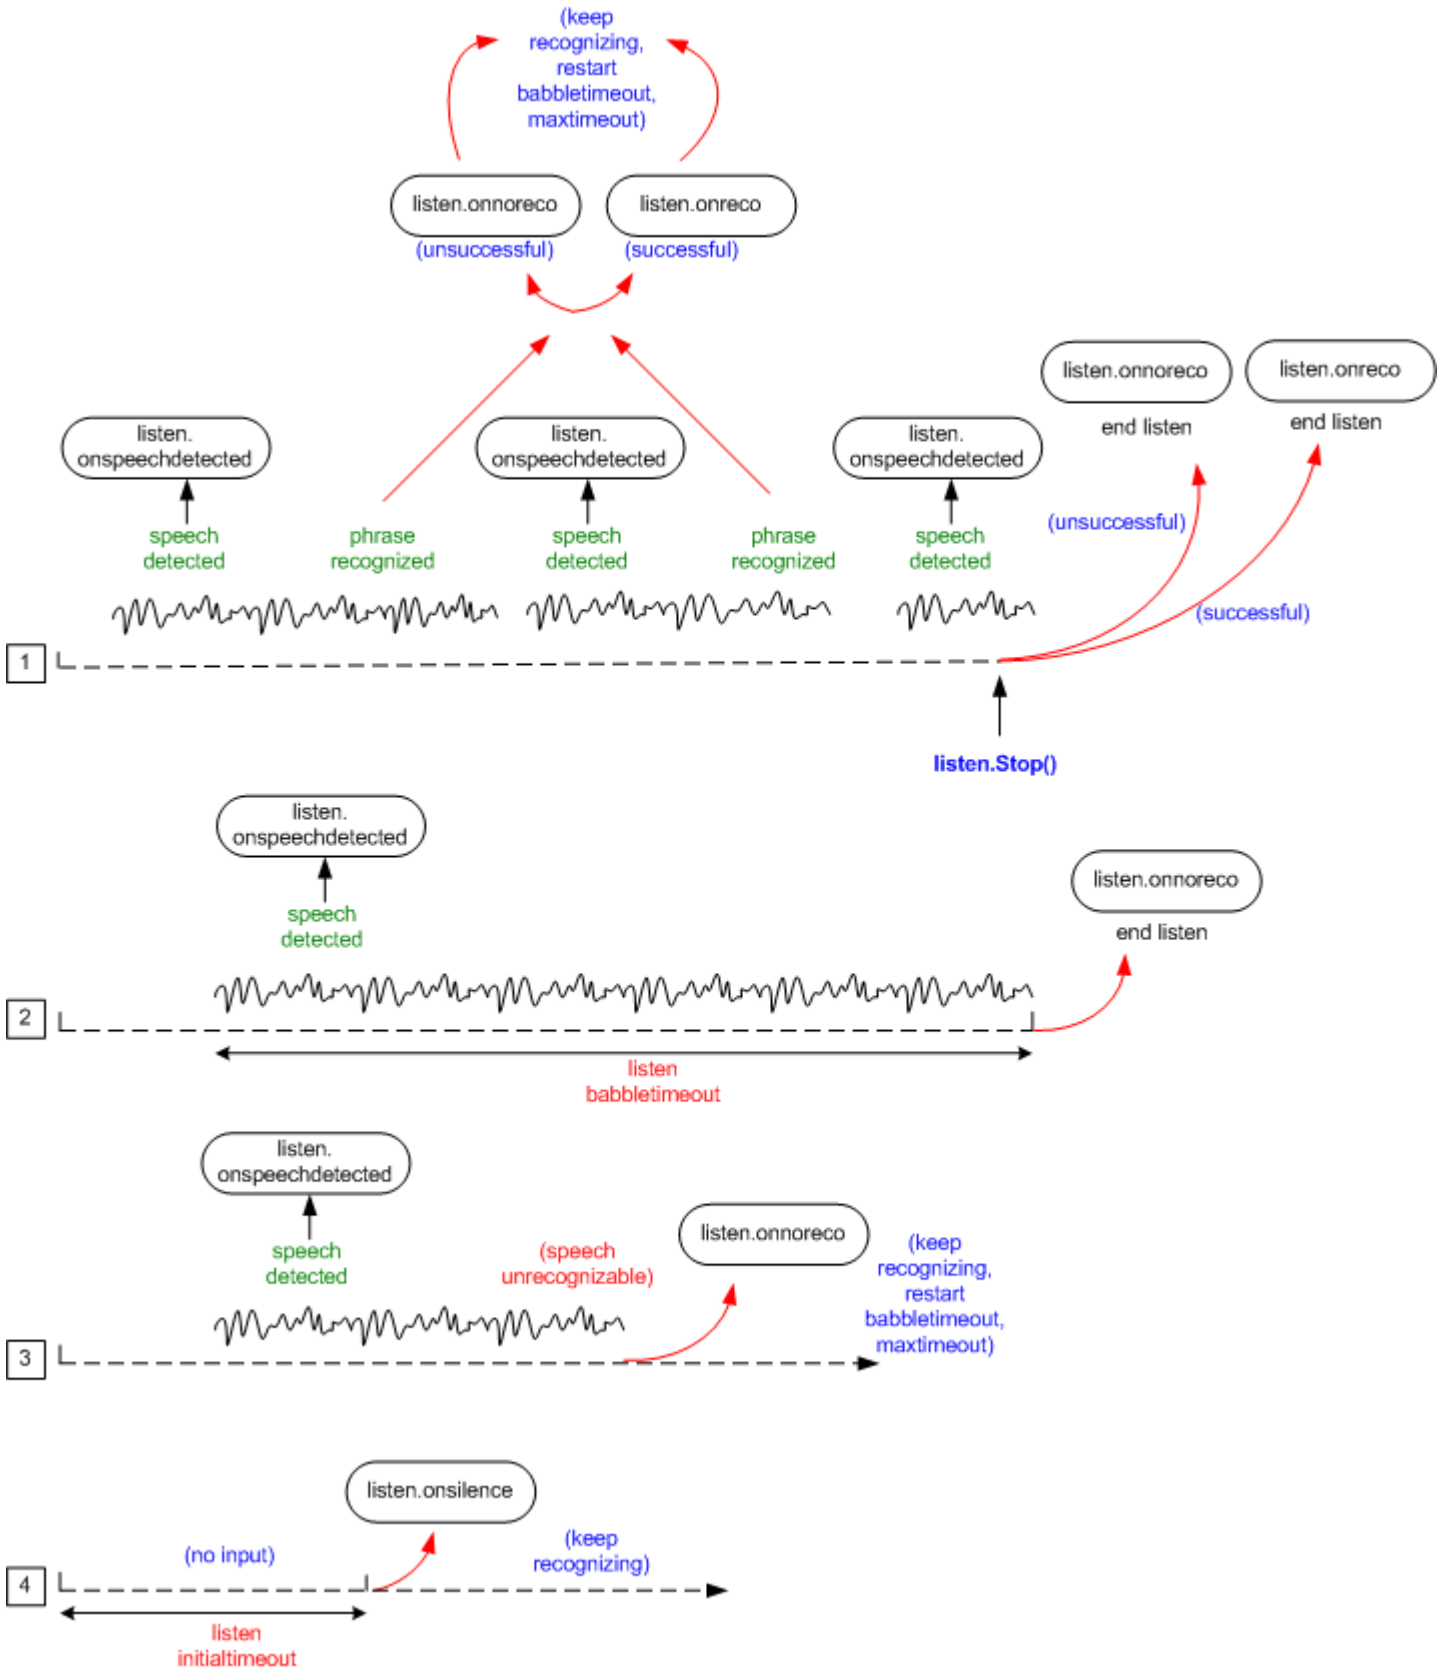 (keep
recognizing,
restart
babbletimeout,
maxtimeout)
listen.onnoreco
listen.onreco
(unsuccessful)
(successful)
listen.onnoreco
listen.onreco
end listen
end listen
listen.
onspeechdetected
listen.
onspeechdetected
listen.
onspeechdetected
(unsuccessful)
speech
detected
phrase
recognized
speech
detected
phrase
recognized
speech
detected
(successful)
1
listen.Stop()
listen.
onspeechdetected
listen.onnoreco
speech
detected
end listen
2
listen
babbletimeout
listen.
onspeechdetected
listen.onnoreco
speech
detected
(speech
unrecognizable)
(keep
recognizing,
restart
babbletimeout,
maxtimeout)
3
listen.onsilence
(no input)
(keep
recognizing)
4
listen
initialtimeout